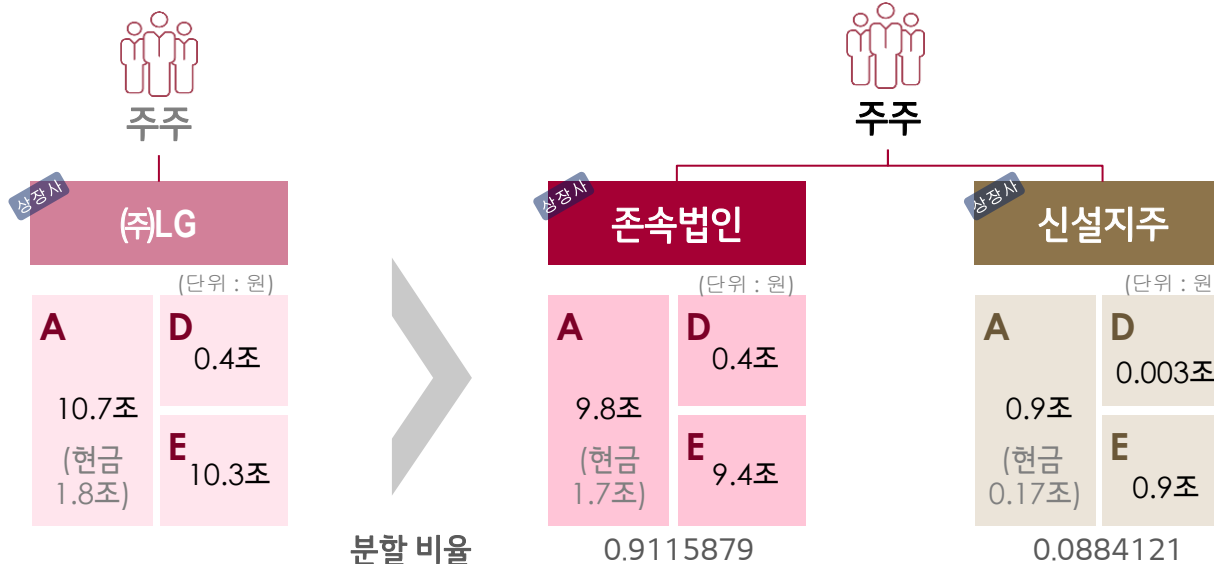 주주
주주
상장사
㈜LG
상장사
존속법인
상장사
신설지주
(단위 : 원)
(단위 : 원)
(단위 : 원
A
10.7조
(현금
1.8조)
D
0.4조
E
10.3조
A
9.8조
(현금
1.7조)
D
0.4조
E
9.4조
A
0.9조
(현금
0.17조)
D
0.003조
E
0.9조
분할 비율
0.9115879
0.0884121